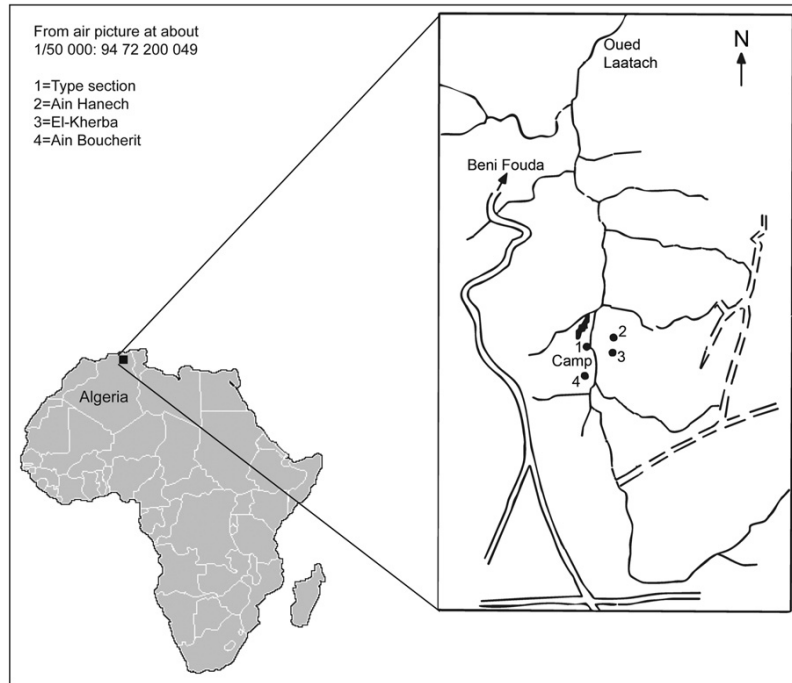 From air picture at about
1/50 000: 94 72 200 049
1=Type section
2=Ain Hanech
3=El-Kherba
4=Ain Boucherit
Algeria
N
Oued
Laatach
Beni Fouda
1
2
Camp
3
4